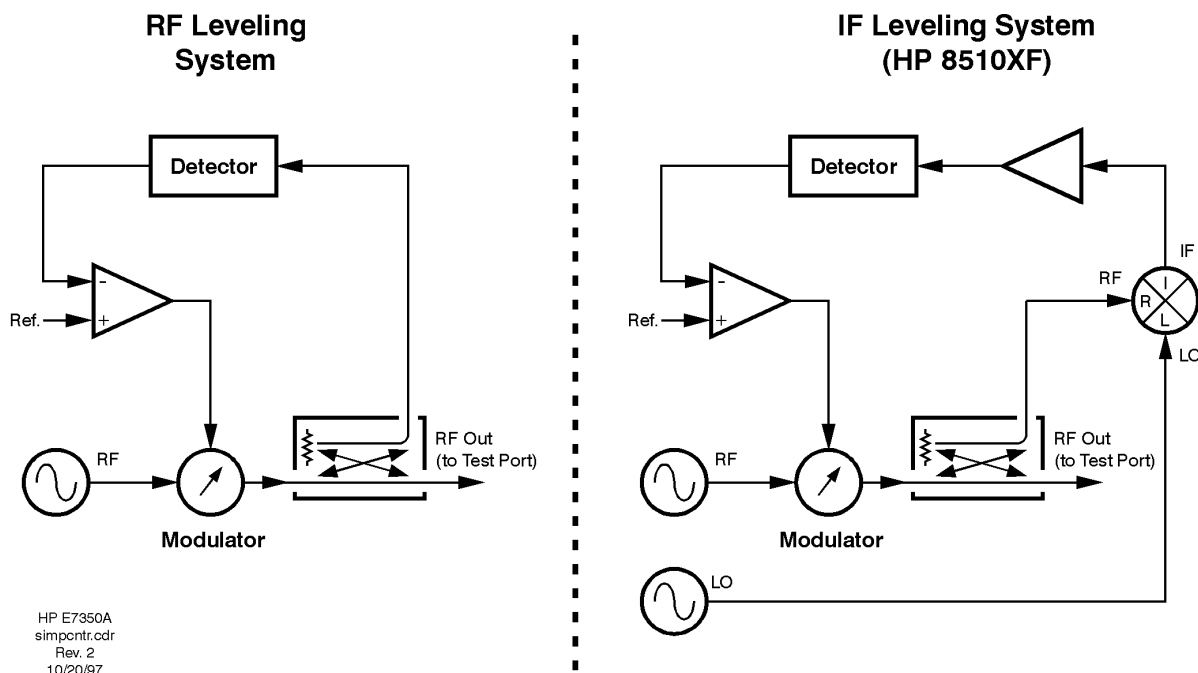 RF Leveling
System
Detector
-
Ref.
+
RF
RF Out
(to Test Port)
Modulator
HP E7350A
simpcntr.cdr
Rev. 2
10/20/97
IF Leveling System
(HP 8510XF)
Detector
IF
RF
I
R
L
LO
-
Ref.
+
RF
RF Out
(to Test Port)
Modulator
LO